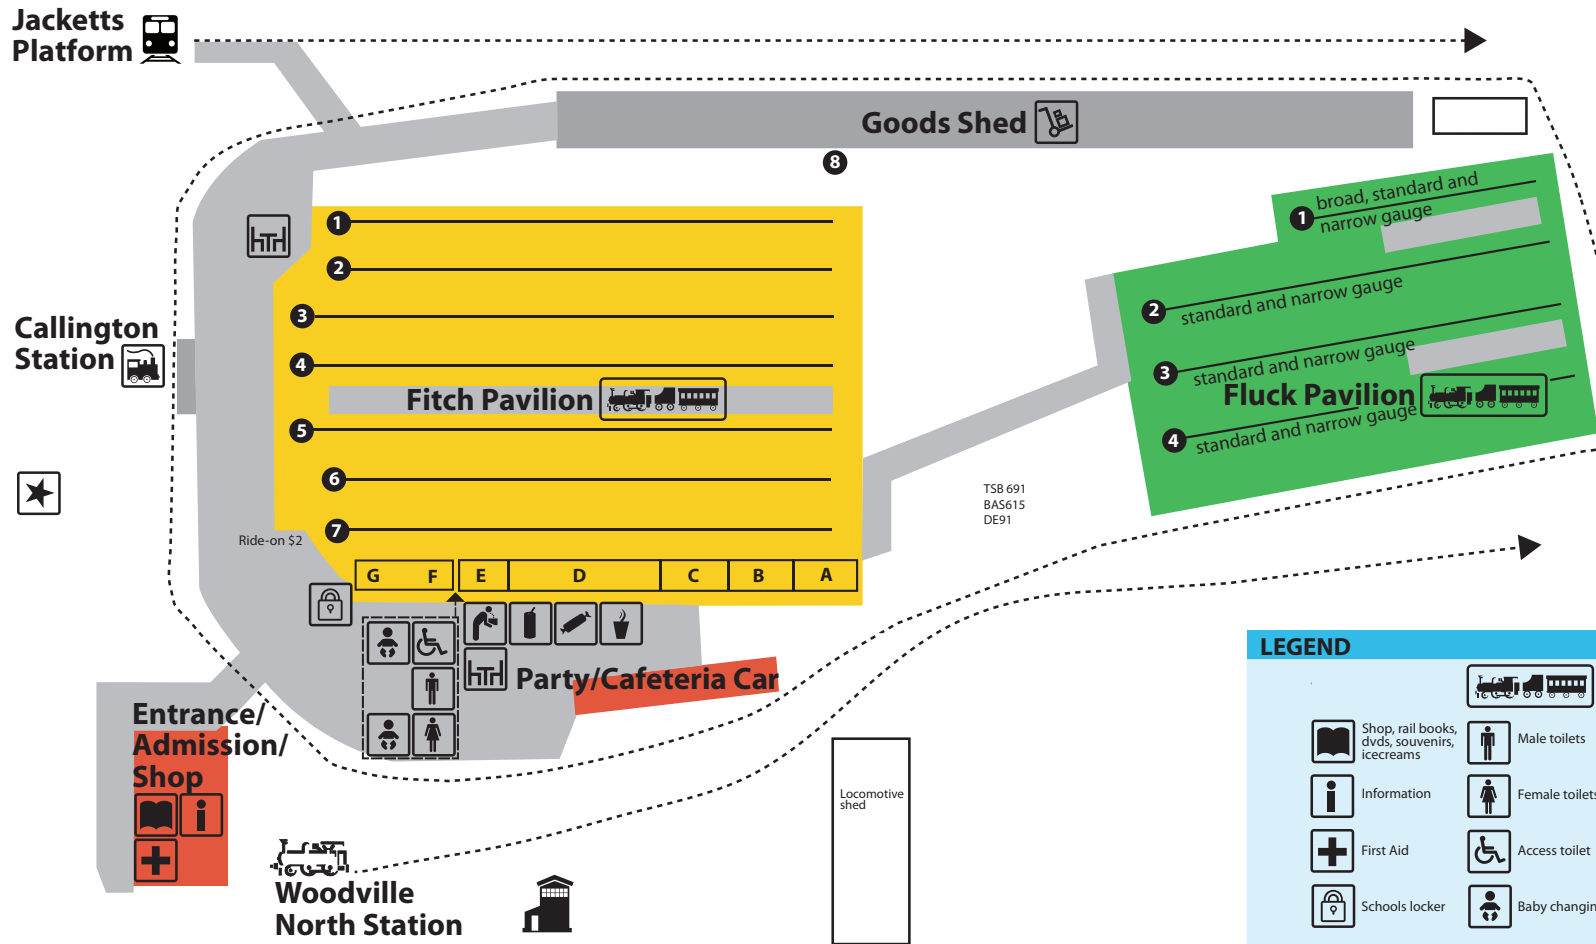 Jacketts
Platform
Goods Shed
8
1
2
3
4
5
6
7
Fitch Pavilion
1 broad, standard and
narrow gauge
2 standard and narrow gauge
3 standard and narrow gauge
Fluck Pavilion
4 standard and narrow gauge
Callington
Station
TSB 691
BAS615
DE91
Ride-on $2
G F E D C B A
Party/Cafeteria Car
Entrance/
Admission/
Shop
Locomotive
shed
Woodville
North Station
LEGEND
Shop, rail books,
dvds, souvenirs,
icecreams
Male toilets
Information
Female toilets
First Aid
Access toilet
Schools locker
Baby changin